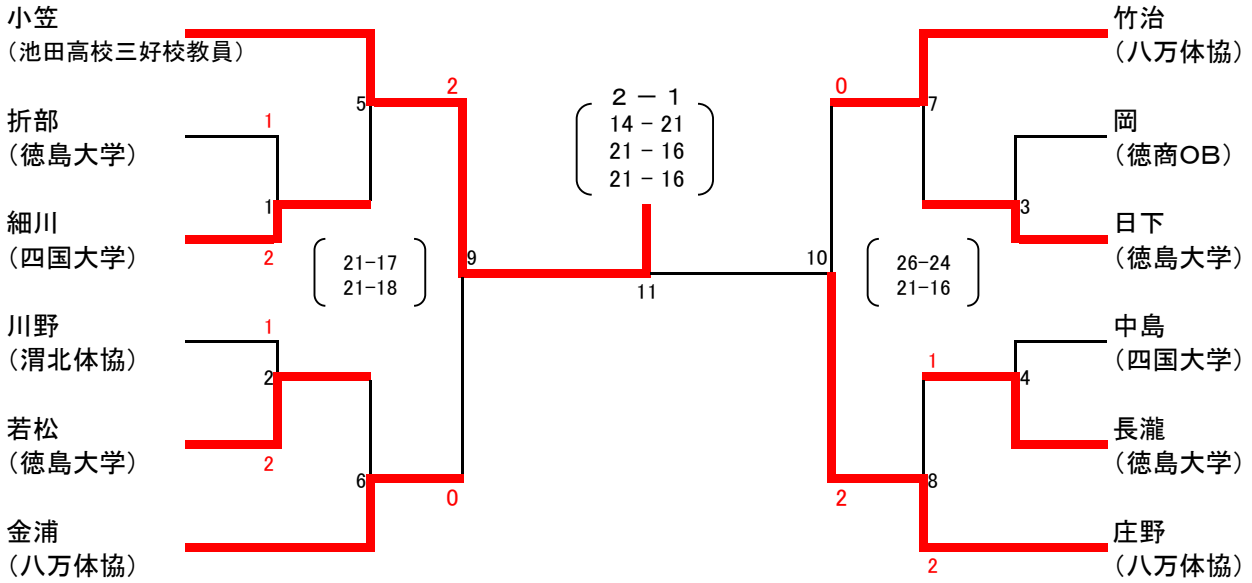 小笠
（池田高校三好校教員）
折部
（徳島大学）
細川
（四国大学）
川野
（渭北体協）
若松
（徳島大学）
金浦
（八万体協）
1
2
1
2
1
2
5
6
2
0
9
21-17
21-18
2 － 1
14 － 21
21 － 16
21 － 16
11
10
26-24
21-16
0
2
7
8
1
2
3
4
竹治
（八万体協）
岡
（徳商ＯＢ）
日下
（徳島大学）
中島
（四国大学）
長瀧
（徳島大学）
庄野
（八万体協）